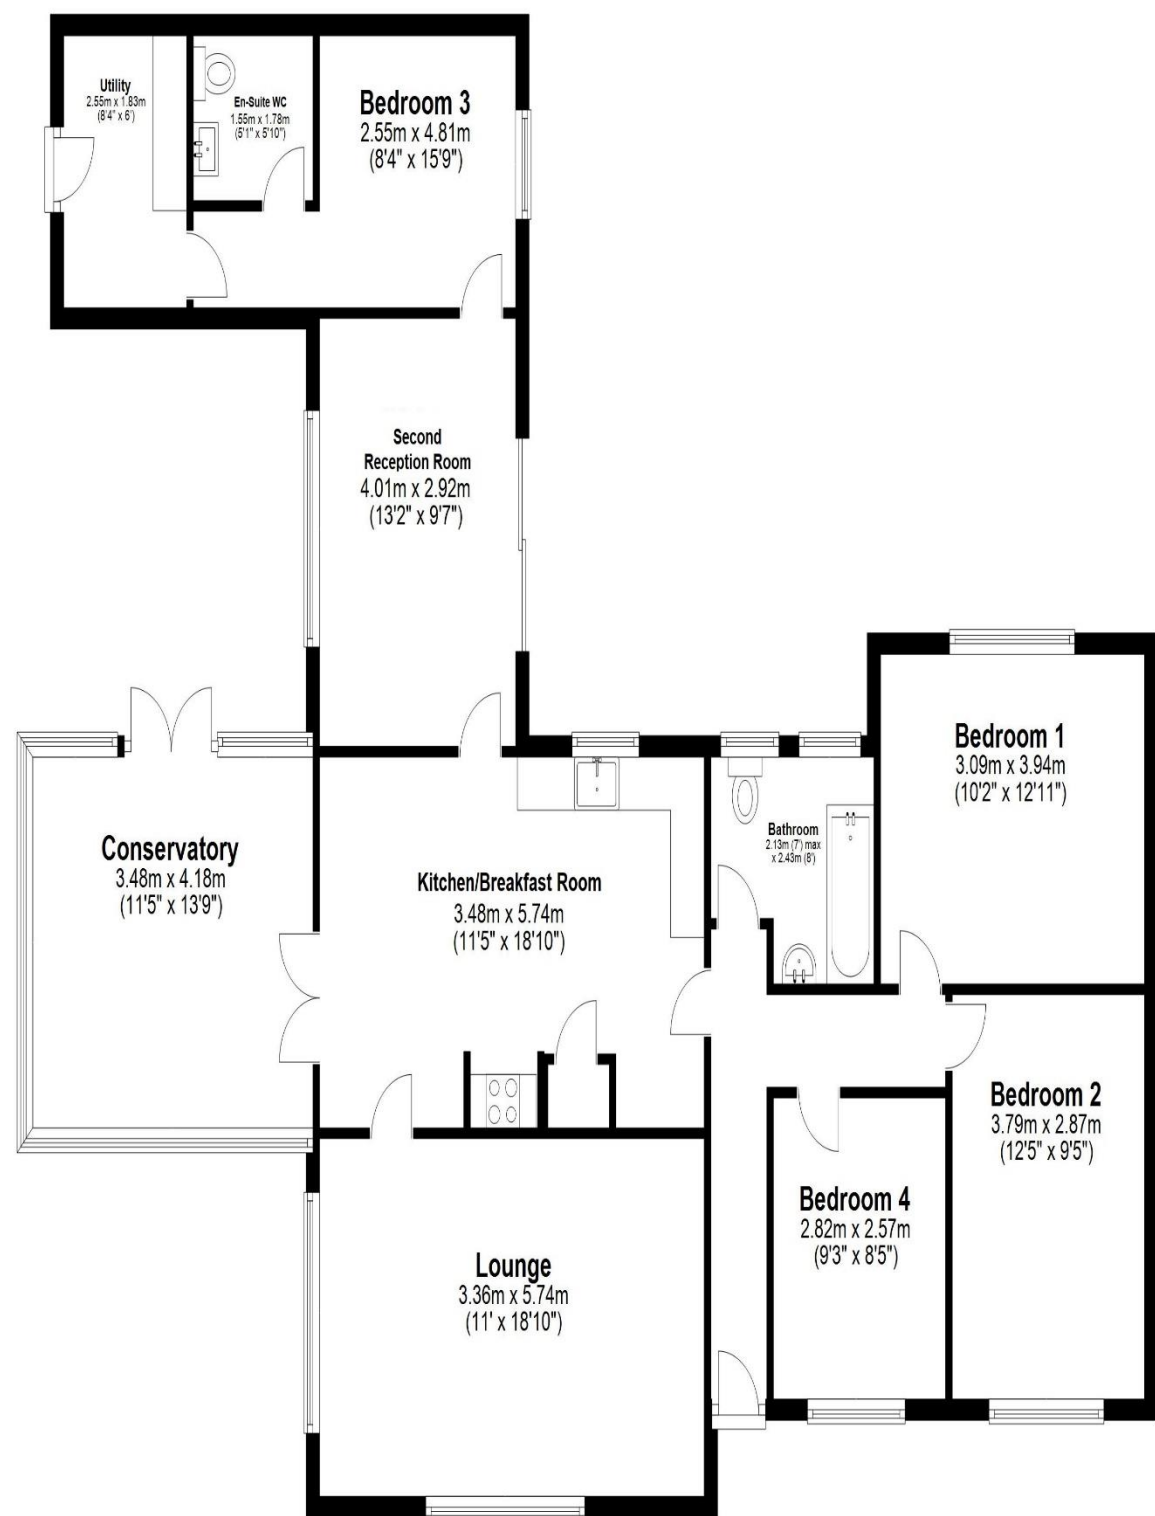 Utility
2.55m x 1.83m
(8'4" x 6')
En-Suite WC
1.55m x 1.78m
(5'1" x 5'10")
Bedroom 3
2.55m x 4.81m
(8'4" x 15'9")
Second
Reception Room
4.01m x 2.92m
(13'2" x 9'7")
Bedroom 1
3.09m x 3.94m
(10'2" x 12'11")
Conservatory
3.48m x 4.18m
(11'5" x 13'9")
Kitchen/Breakfast Room
3.48m x 5.74m
(11'5" x 18'10")
Bathroom
2.13m (7') max
x 2.43m (8')
Bedroom 2
3.79m x 2.87m
(12'5" x 9'5")
Bedroom 4
2.82m x 2.57m
(9'3" x 8'5")
Lounge
3.36m x 5.74m
(11' x 18'10")